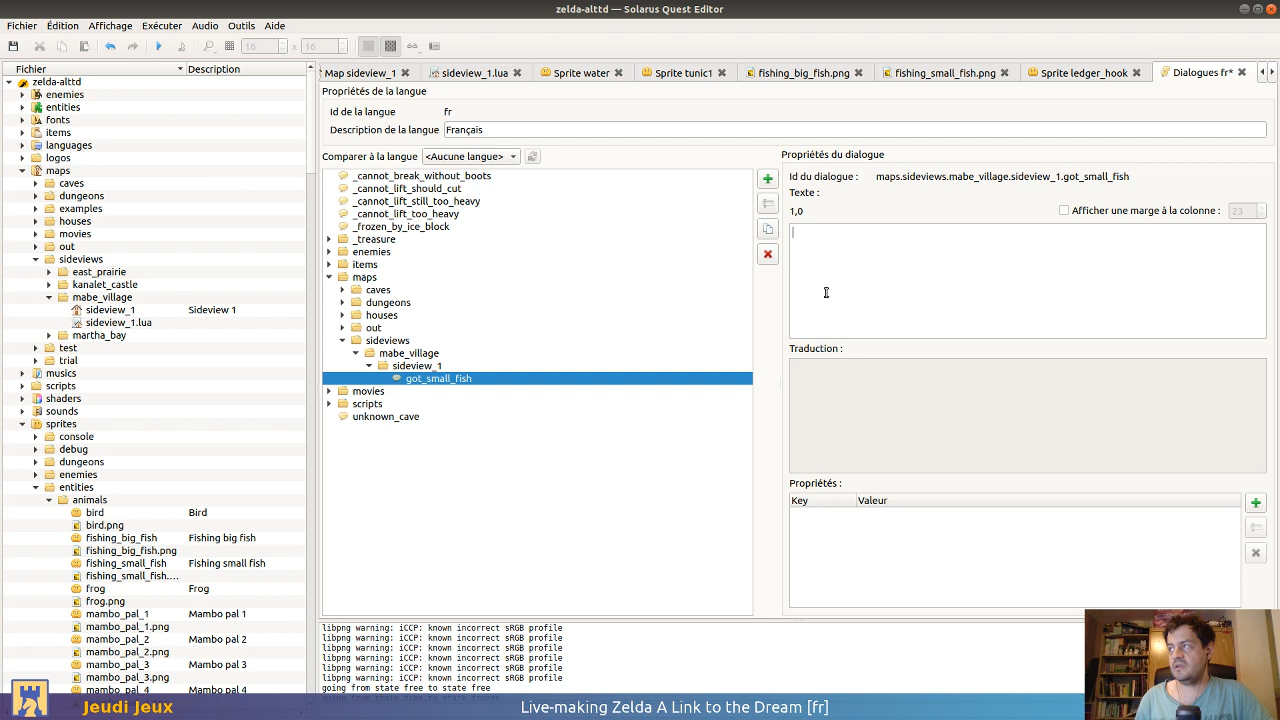 zelda-alttd — Solarus Quest Editor
Fichier Édition Affichage Exécuter Audio Outils Aide
16 x 16
Fichier Description
zelda-alttd
enemies
entities
fonts
items
languages
logos
maps
caves
dungeons
examples
houses
movies
out
sideviews
east_prairie
kanalet_castle
mabe_village
sideview_1 Sideview 1
sideview_1.lua
martha_bay
test
trial
musics
scripts
shaders
sounds
sprites
console
debug
dungeons
enemies
entities
animals
bird Bird
bird.png
fishing_big_fish Fishing big fish
fishing_big_fish.png
fishing_small_fish Fishing small fish
fishing_small_fish....
frog Frog
frog.png
mambo_pal_1 Mambo pal 1
mambo_pal_1.png
mambo_pal_2 Mambo pal 2
mambo_pal_2.png
mambo_pal_3 Mambo pal 3
mambo_pal_3.png
mambo_pal_4 Mambo pal 4
Map sideview_1 sideview_1.lua Sprite water Sprite tunic1 fishing_big_fish.png fishing_small_fish.png Sprite ledger_hook Dialogues fr*
Propriétés de la langue
Id de la langue fr
Description de la langue Français
Comparer à la langue <Aucune langue>
_cannot_break_without_boots
_cannot_lift_should_cut
_cannot_lift_still_too_heavy
_cannot_lift_too_heavy
_frozen_by_ice_block
_treasure
enemies
items
maps
caves
dungeons
houses
out
sideviews
mabe_village
sideview_1
got_small_fish
movies
scripts
unknown_cave
Propriétés du dialogue
Id du dialogue : maps.sideviews.mabe_village.sideview_1.got_small_fish
Texte :
1,0 Afficher une marge à la colonne : 23
Traduction :
Propriétés :
Key Valeur
libpng warning: iCCP: known incorrect sRGB profile
libpng warning: iCCP: known incorrect sRGB profile
libpng warning: iCCP: known incorrect sRGB profile
libpng warning: iCCP: known incorrect sRGB profile
libpng warning: iCCP: known incorrect sRGB profile
libpng warning: iCCP: known incorrect sRGB profile
going from state free to state free
Jeudi Jeux Live-making Zelda A Link to the Dream [fr]